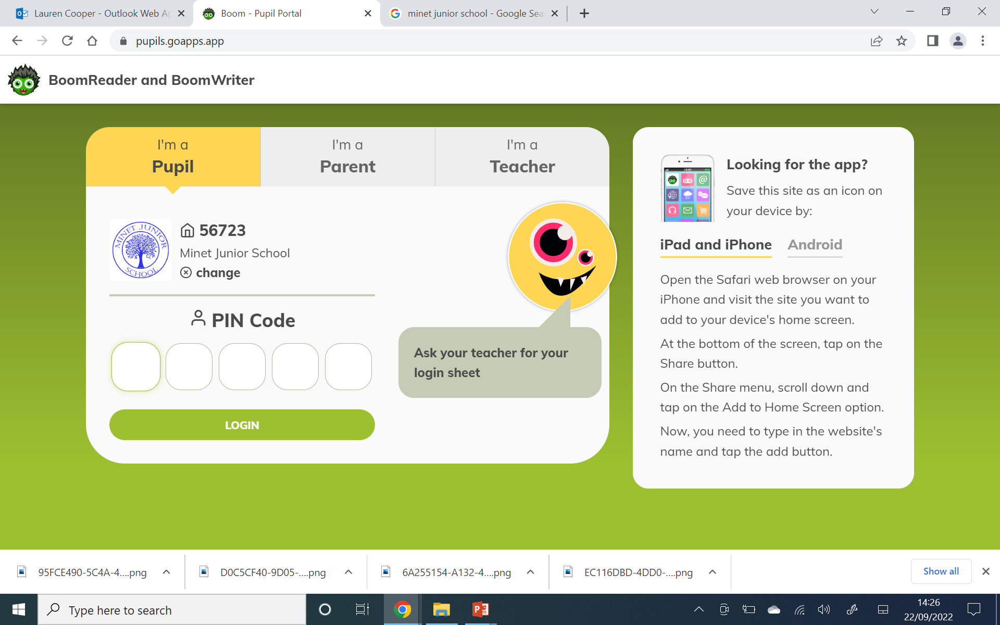 Lauren Cooper - Outlook Web Ap
Boom - Pupil Portal
minet junior school - Google Sea
pupils.goapps.app
BoomReader and BoomWriter
I'm a
Pupil
I'm a
Parent
I'm a
Teacher
MINET JUNIOR
SCHOOL
56723
Minet Junior School
change
PIN Code
LOGIN
Ask your teacher for your
login sheet
10:45
Looking for the app?
Save this site as an icon on
your device by:
iPad and iPhone
Android
Open the Safari web browser on your
iPhone and visit the site you want to
add to your device's home screen.
At the bottom of the screen, tap on the
Share button.
On the Share menu, scroll down and
tap on the Add to Home Screen option.
Now, you need to type in the website's
name and tap the add button.
95FCE490-5C4A-4....png
D0C5CF40-9D05-....png
6A255154-A132-4....png
EC116DBD-4DD0-....png
Show all
Type here to search
14:26
22/09/2022